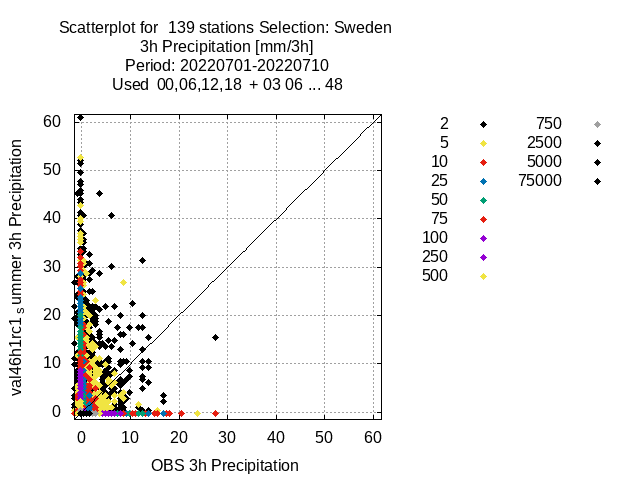 Scatterplot for  139 stations Selection: Sweden
3h Precipitation [mm/3h]
Period: 20220701-20220710
Used  00,06,12,18  + 03 06 ... 48
val46h1rc1 s ummer 3h Precipitation
60
50
40
30
20
10
0
0 10 20 30 40 50 60
OBS 3h Precipitation
2
5
10
25
50
75
100
250
500
750
2500
5000
75000